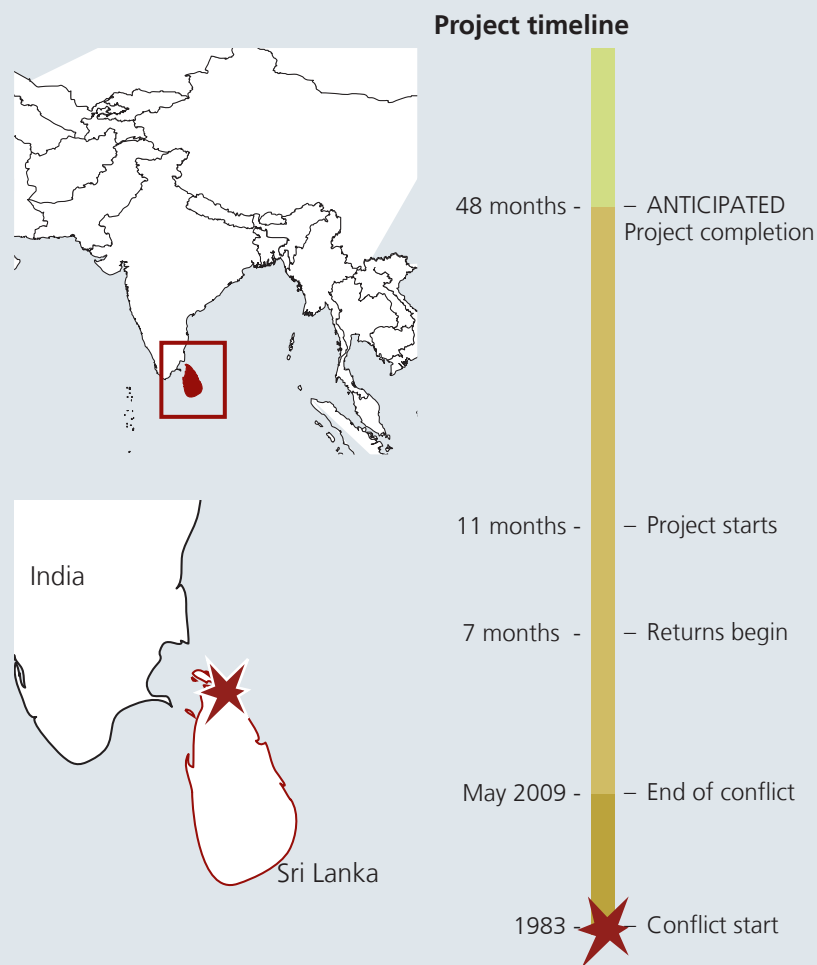 Project timeline
48 months - – ANTICIPATED
Project completion
11 months - – Project starts
India
7 months - – Returns begin
May 2009 - – End of conflict
Sri Lanka
1983 - – Conflict start